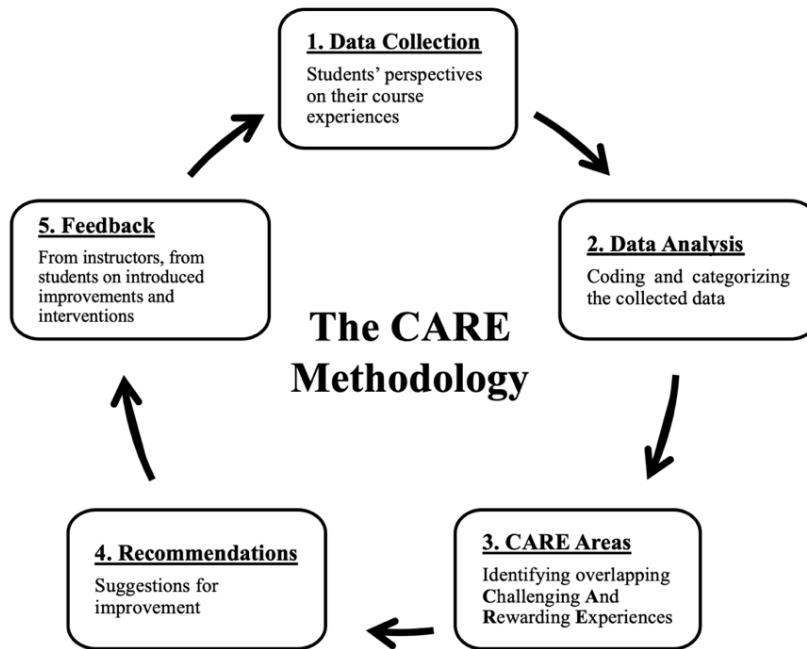 1. Data Collection
Students’ perspectives
on their course
experiences
2. Data Analysis
Coding and categorizing
the collected data
3. CARE Areas
Identifying overlapping
Challenging And
Rewarding Experiences
4. Recommendations
Suggestions for
improvement
5. Feedback
From instructors, from
students on introduced
improvements and
interventions
The CARE
Methodology